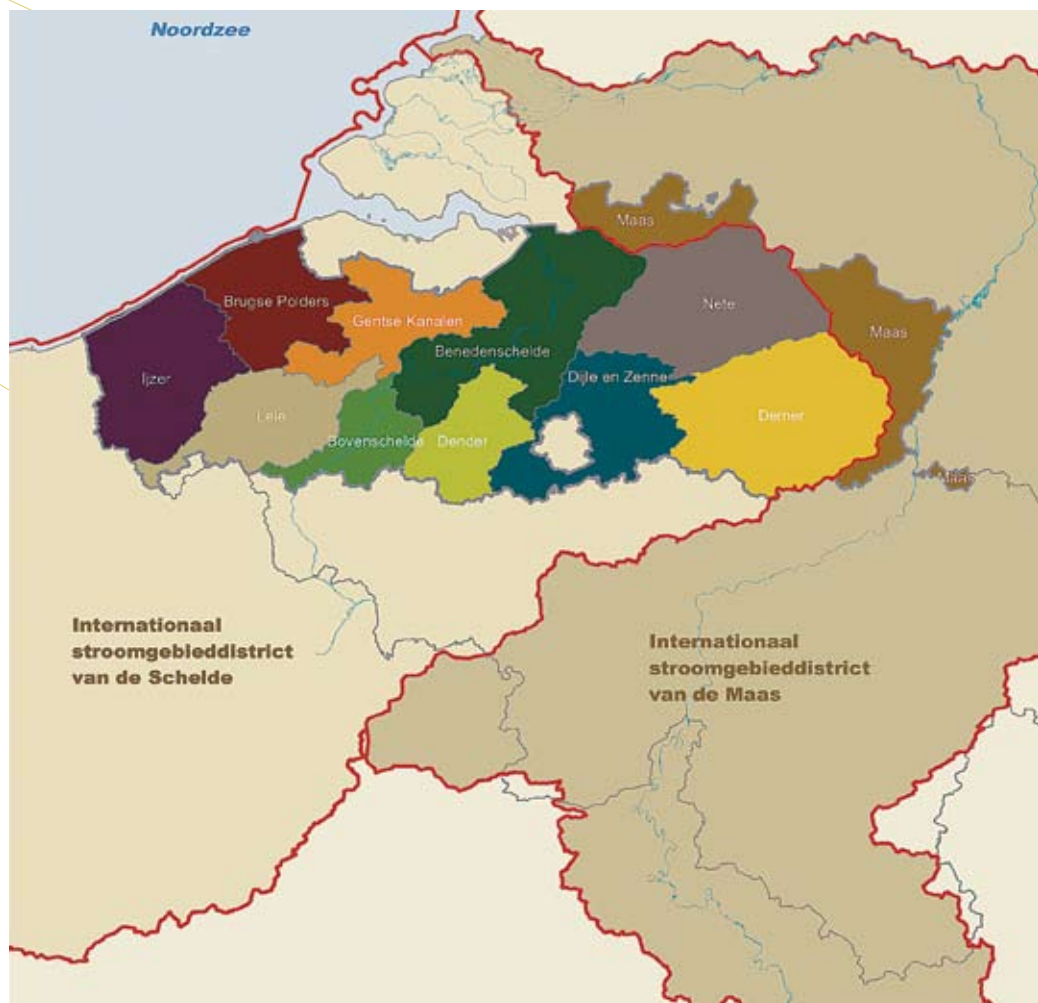 Noordzee
Maas
Brugse Polders
Nete
Gentse Kanalen
Maas
Benedenschelde
Ijzer
Dijle en Zenne
Leie
Demer
Bovenschelde
Dender
Maas
Internationaal
stroomgebieddistrict
van de Schelde
Internationaal
stroomgebieddistrict
van de Maas